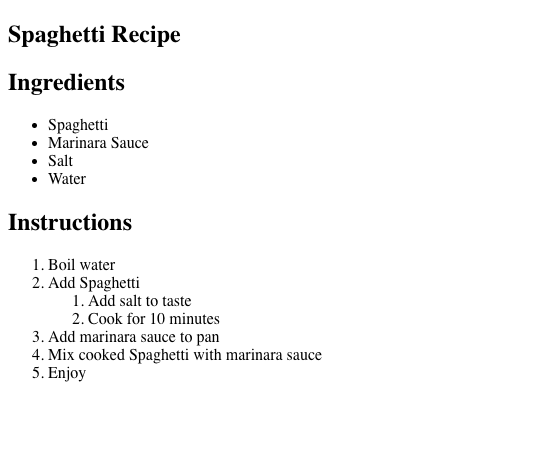 Spaghetti Recipe
Ingredients
• Spaghetti
• Marinara Sauce
• Salt
• Water
Instructions
1. Boil water
2. Add Spaghetti
1. Add salt to taste
2. Cook for 10 minutes
3. Add marinara sauce to pan
4. Mix cooked Spaghetti with marinara sauce
5. Enjoy